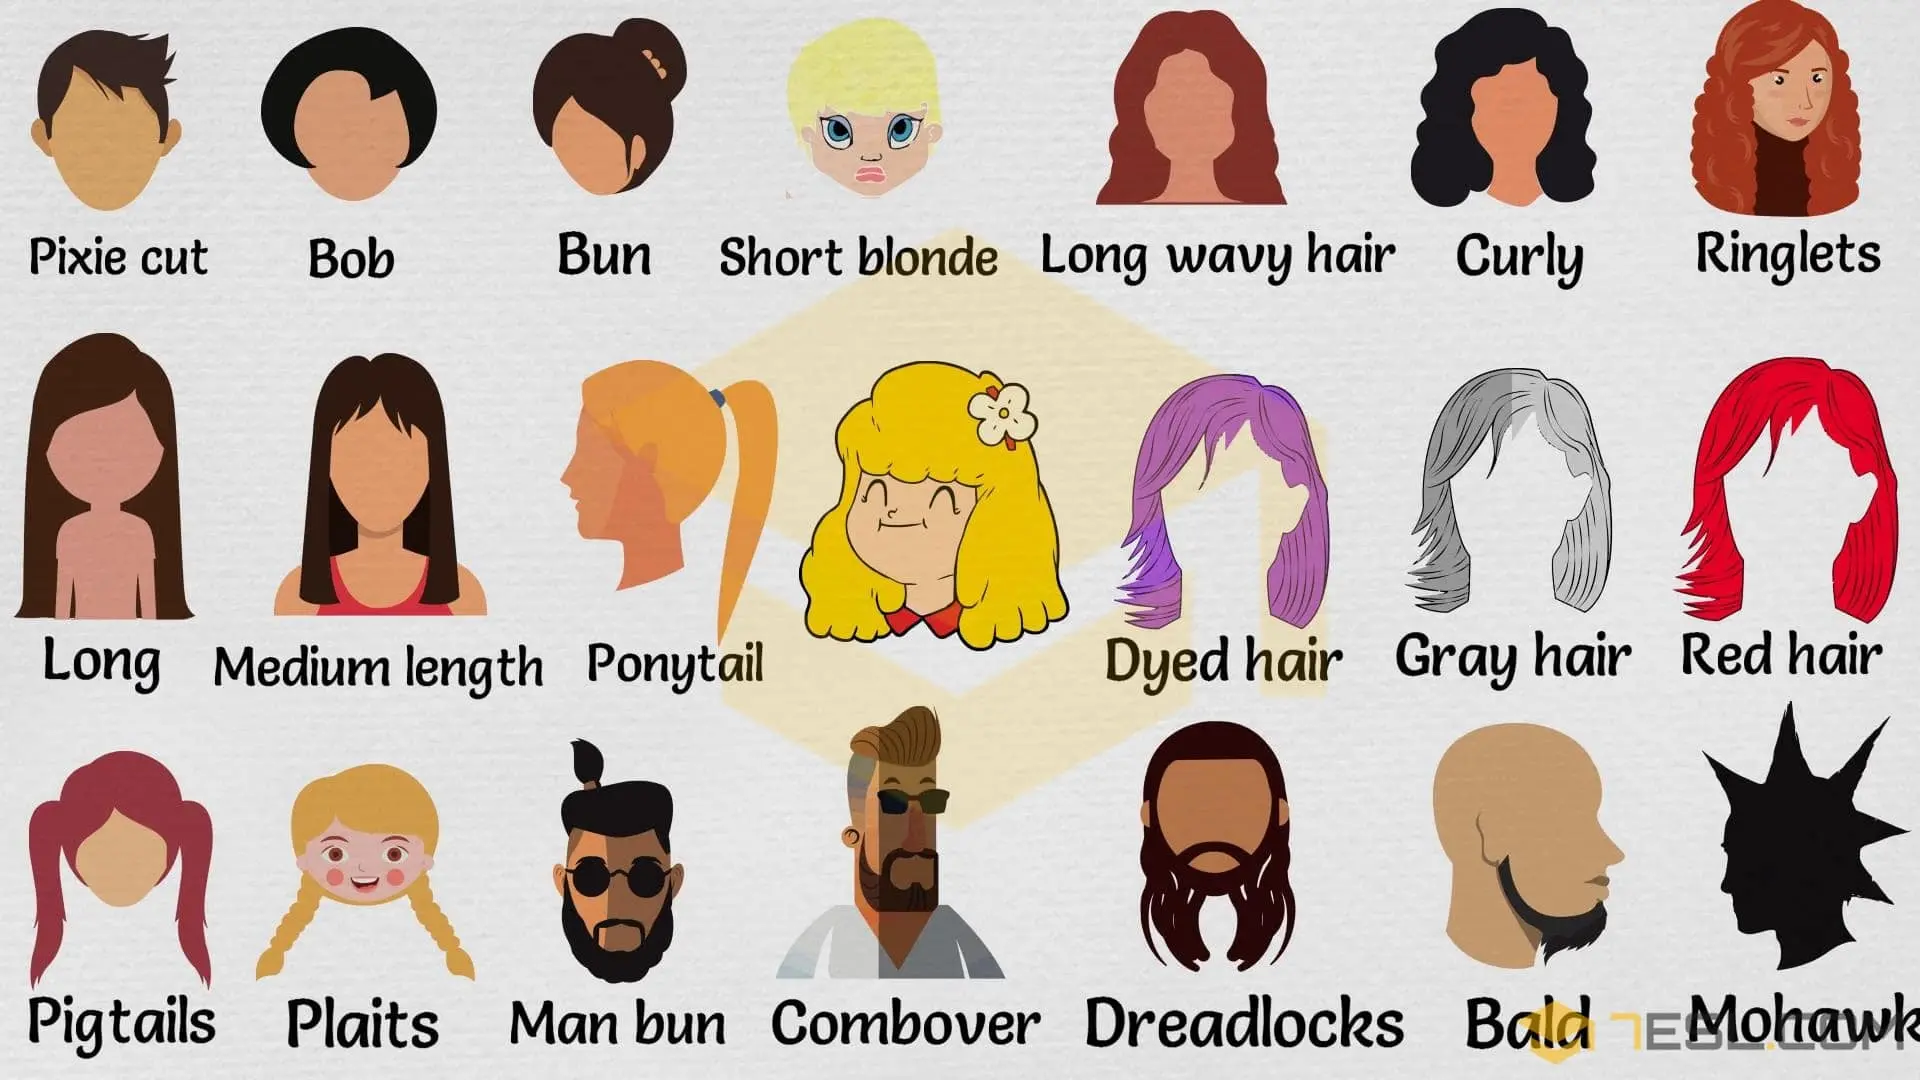 Pixie cut
Bob
Bun
Short blonde
Long wavy hair
Curly
Ringlets
Long
Medium length
Ponytail
Dyed hair
Gray hair
Red hair
Pigtails
Plaits
Man bun
Combover
Dreadlocks
Bald
Mohawk
7ESL.COM